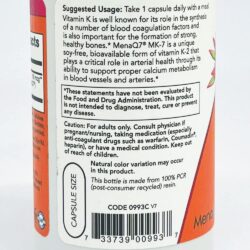 Suggested Usage: Take 1 capsule daily with a meal
Vitamin K is well known for its role in the synthesis
of a number of blood coagulation factors and
is also important for the formation of strong,
healthy bones.* MenaQ7® MK-7 is a unique
soy-free, bioavailable form of vitamin K-2 that
plays a critical role in arterial health through its
ability to support proper calcium metabolism
in blood vessels and arteries.*
*These statements have not been evaluated by
the Food and Drug Administration. This product
is not intended to diagnose, treat, cure or prevent
any disease.
Caution: For adults only. Consult physician if
pregnant/nursing, taking medication (especially
anti-coagulant drugs such as warfarin, Coumadin,
heparin), or have a medical condition. Keep out
of reach of children.
Natural color variation may occur
in this product.
This bottle is made from 100% PCR
(post-consumer recycled) resin.
CAPSULE SIZE
CODE 0993C V7
7 33739 00993 7
cts
Mena